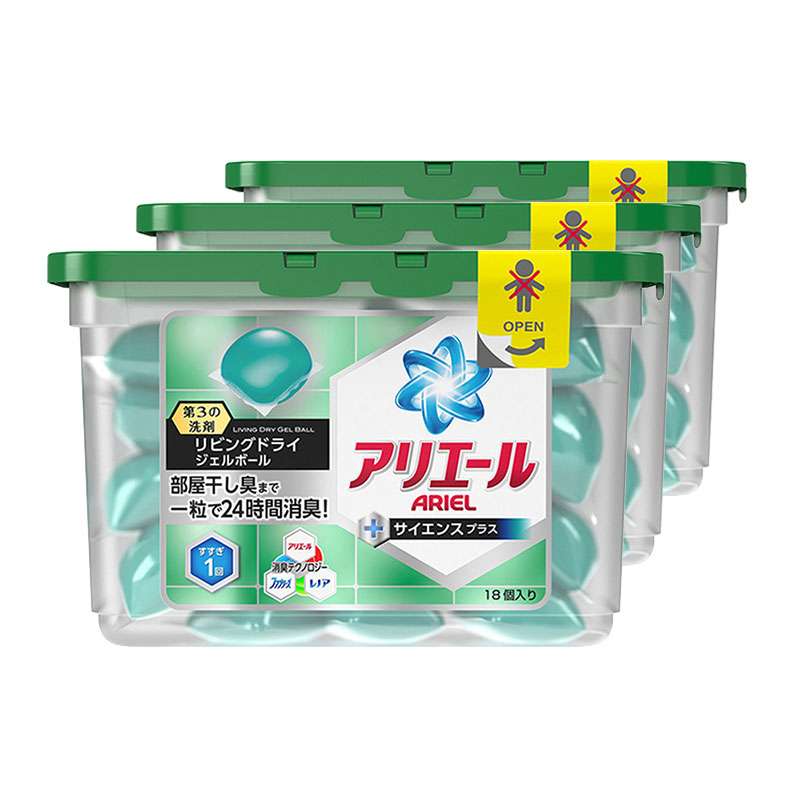 OPEN
第3の
洗剤
LIVING DRY GEL BALL
リビングドライ
ジェルボール
部屋干し臭まで
一粒で24時間消臭!
アリエール
ARIEL
+サイエンスプラス
すすぎ
1回
アリエール
消臭テクノロジー
ファブリーズ
レノア
18個入り